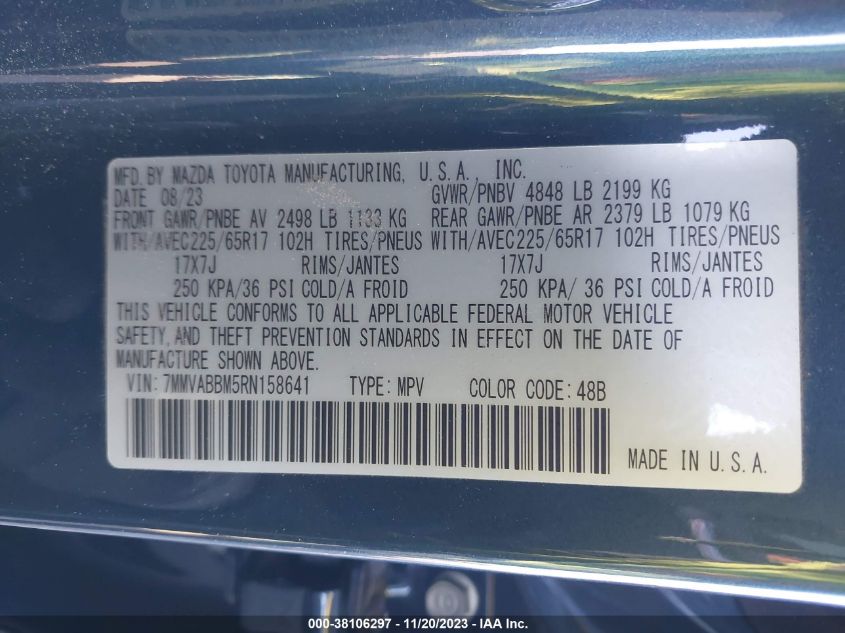 MFD. BY MAZDA TOYOTA MANUFACTURING, U.S.A., INC.
DATE 08/23 GVWR/PNBV 4848 LB 2199 KG
FRONT GAWR/PNBE AV 2498 LB 1133 KG REAR GAWR/PNBE AR 2379 LB 1079 KG
WITH/AVEC225/65R17 102H TIRES/PNEUS WITH/AVEC225/65R17 102H TIRES/PNEUS
17X7J RIMS/JANTES 17X7J RIMS/JANTES
250 KPA/36 PSI COLD/A FROID 250 KPA/ 36 PSI COLD/A FROID
THIS VEHICLE CONFORMS TO ALL APPLICABLE FEDERAL MOTOR VEHICLE
SAFETY, AND THEFT PREVENTION STANDARDS IN EFFECT ON THE DATE OF
MANUFACTURE SHOWN ABOVE.
VIN: 7MMVABBM5RN158641 TYPE: MPV COLOR CODE: 48B
MADE IN U.S.A.
000-38106297 - 11/20/2023 - IAA Inc.